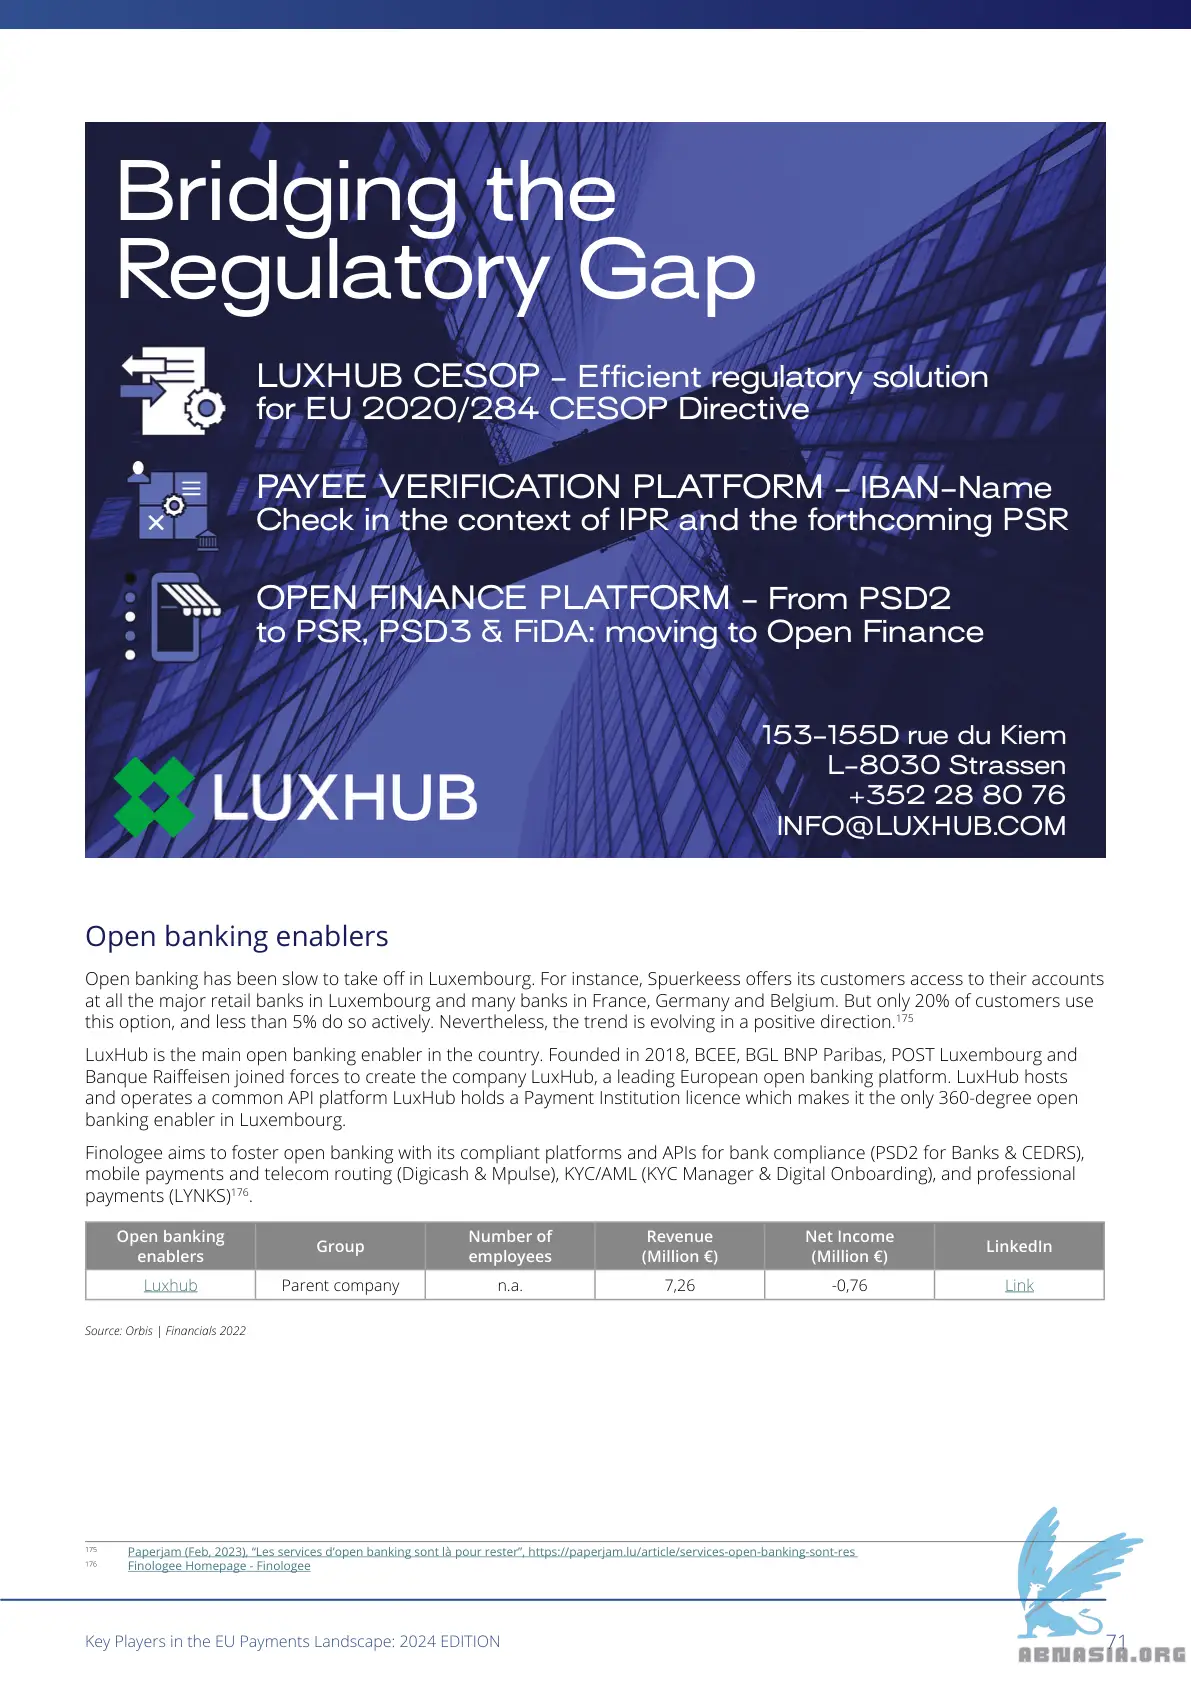 Bridging the
Regulatory Gap
LUXHUB CESOP – Efficient regulatory solution
for EU 2020/284 CESOP Directive
PAYEE VERIFICATION PLATFORM – IBAN–Name
Check in the context of IPR and the forthcoming PSR
OPEN FINANCE PLATFORM – From PSD2
to PSR, PSD3 & FiDA: moving to Open Finance
153–155D rue du Kiem
L–8030 Strassen
+352 28 80 76
INFO@LUXHUB.COM
LUXHUB
Open banking enablers
Open banking has been slow to take off in Luxembourg. For instance, Spuerkeess offers its customers access to their accounts
at all the major retail banks in Luxembourg and many banks in France, Germany and Belgium. But only 20% of customers use
this option, and less than 5% do so actively. Nevertheless, the trend is evolving in a positive direction.175
LuxHub is the main open banking enabler in the country. Founded in 2018, BCEE, BGL BNP Paribas, POST Luxembourg and
Banque Raiffeisen joined forces to create the company LuxHub, a leading European open banking platform. LuxHub hosts
and operates a common API platform LuxHub holds a Payment Institution licence which makes it the only 360-degree open
banking enabler in Luxembourg.
Finologee aims to foster open banking with its compliant platforms and APIs for bank compliance (PSD2 for Banks & CEDRS),
mobile payments and telecom routing (Digicash & Mpulse), KYC/AML (KYC Manager & Digital Onboarding), and professional
payments (LYNKS)176.
Open banking enablers Group Number of employees Revenue (Million €) Net Income (Million €) LinkedIn
Luxhub Parent company n.a. 7,26 -0,76 Link
Source: Orbis | Financials 2022
175 Paperjam (Feb, 2023), “Les services d’open banking sont là pour rester”, https://paperjam.lu/article/services-open-banking-sont-res
176 Finologee Homepage - Finologee
Key Players in the EU Payments Landscape: 2024 EDITION 71
ABNASIA.ORG